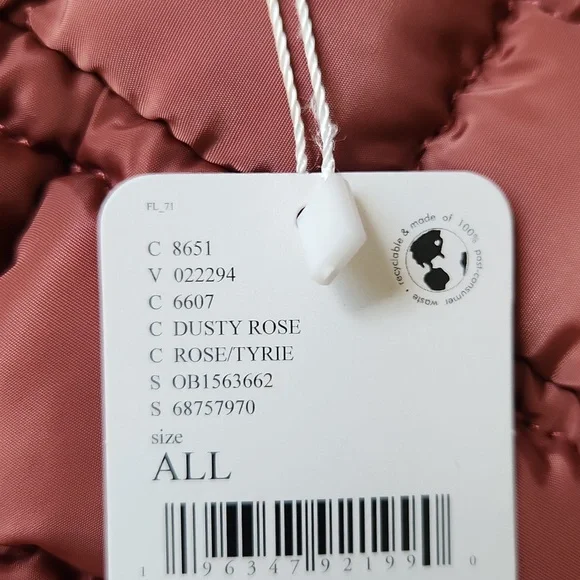 FL_71
recyclable & made of 100% post-consumer waste •
C 8651
V 022294
C 6607
C DUSTY ROSE
C ROSE/TYRIE
S OB1563662
S 68757970
size
ALL
1 96347 92199 0